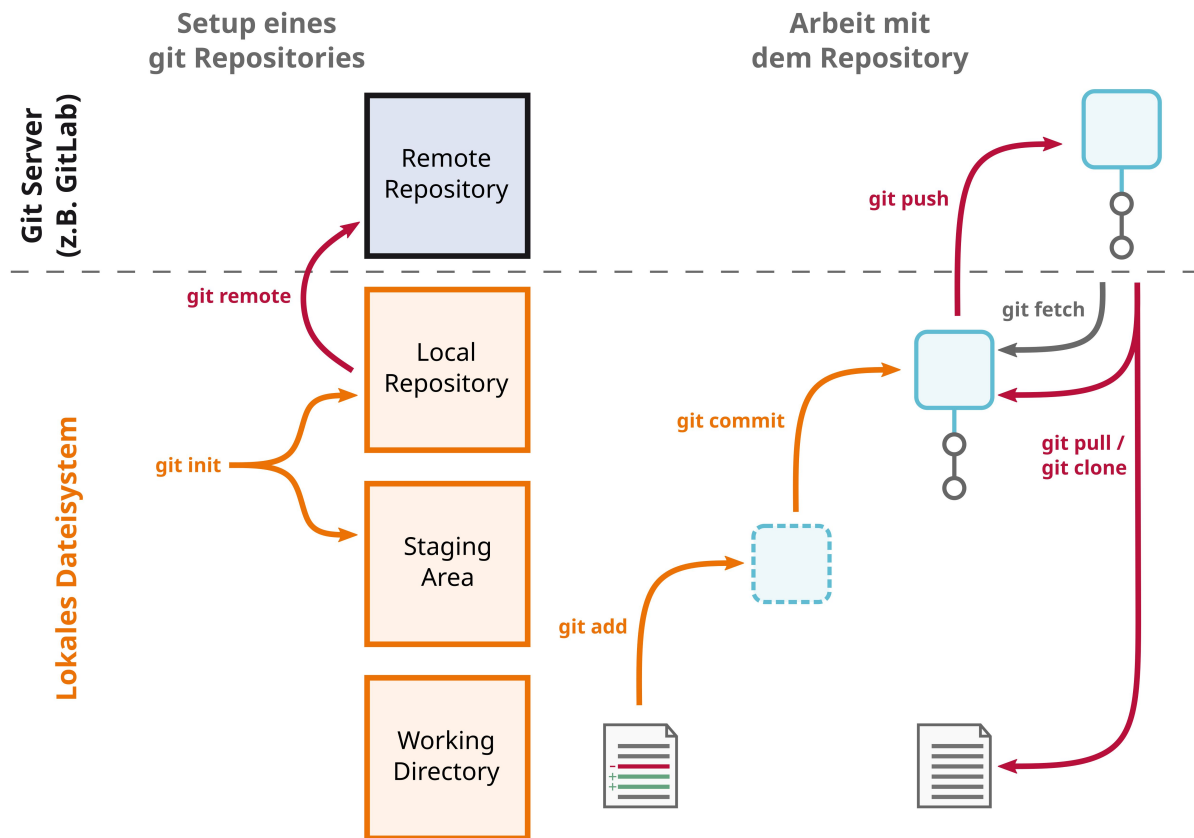 Setup eines
git Repositories
Arbeit mit
dem Repository
Git Server
(z.B. GitLab)
Remote
Repository
git push
git remote
git fetch
Local
Repository
git commit
git init
git pull /
git clone
Lokales Dateisystem
Staging
Area
git add
Working
Directory
-
+
+